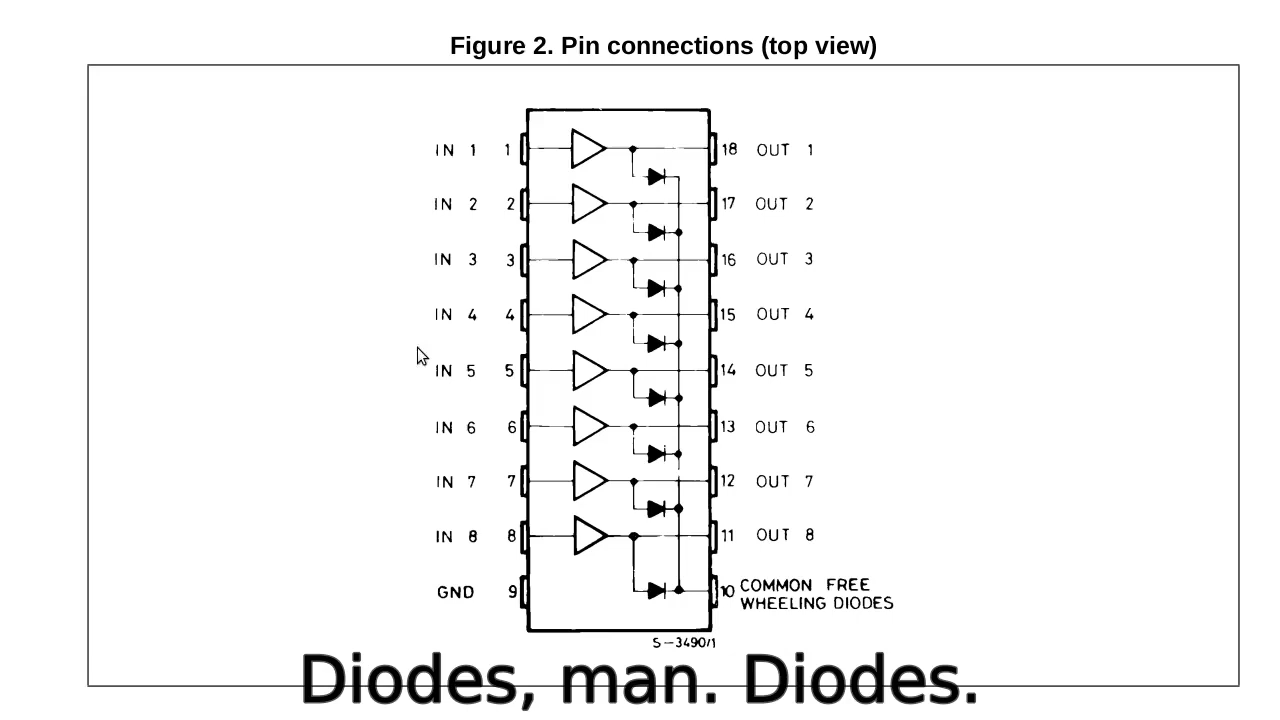 Figure 2. Pin connections (top view)
IN 1 1 18 OUT 1
IN 2 2 17 OUT 2
IN 3 3 16 OUT 3
IN 4 4 15 OUT 4
IN 5 5 14 OUT 5
IN 6 6 13 OUT 6
IN 7 7 12 OUT 7
IN 8 8 11 OUT 8
GND 9 10 COMMON FREE
WHEELING DIODES
S-3490/1
Diodes, man. Diodes.